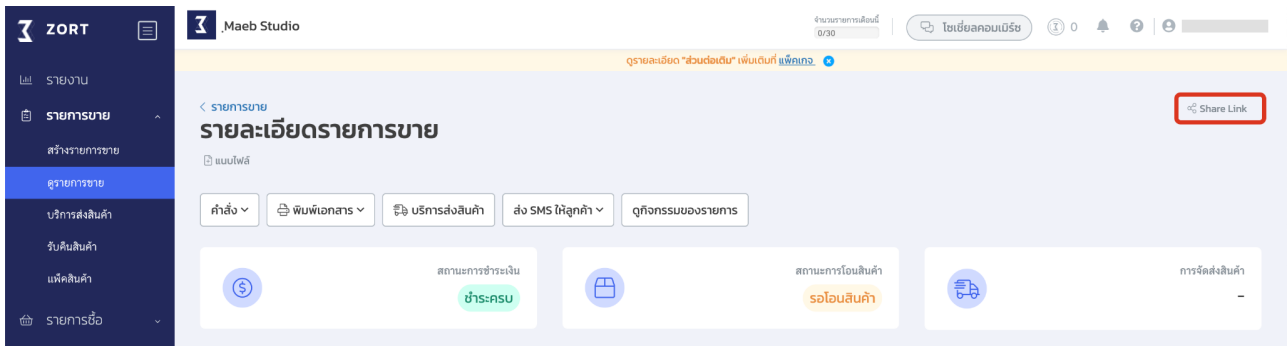 ZORT
.Maeb Studio
จำนวนรายการเดือนนี้
0/30
โซเชี่ยลคอมเมิร์ซ
0
ดูรายละเอียด "ส่วนต่อเติม" เพิ่มเติมที่ แพ็คเกจ
รายงาน
รายการขาย
สร้างรายการขาย
ดูรายการขาย
บริการส่งสินค้า
รับคืนสินค้า
แพ็คสินค้า
รายการซื้อ
รายการขาย
Share Link
รายละเอียดรายการขาย
แนบไฟล์
คำสั่ง
พิมพ์เอกสาร
บริการส่งสินค้า
ส่ง SMS ให้ลูกค้า
ดูกิจกรรมของรายการ
สถานะการชำระเงิน
ชำระครบ
สถานะการโอนสินค้า
รอโอนสินค้า
การจัดส่งสินค้า
-